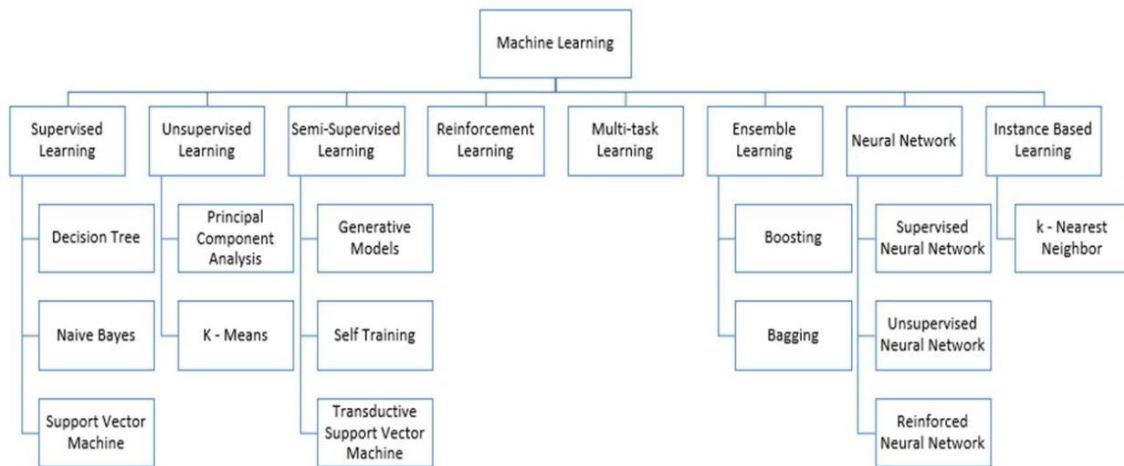 Machine Learning
Supervised
Learning
Unsupervised
Learning
Semi-Supervised
Learning
Reinforcement
Learning
Multi-task
Learning
Ensemble
Learning
Neural Network
Instance Based
Learning
Decision Tree
Naive Bayes
Support Vector
Machine
Principal
Component
Analysis
K - Means
Generative
Models
Self Training
Transductive
Support Vector
Machine
Boosting
Bagging
Supervised
Neural Network
Unsupervised
Neural Network
Reinforced
Neural Network
k - Nearest
Neighbor